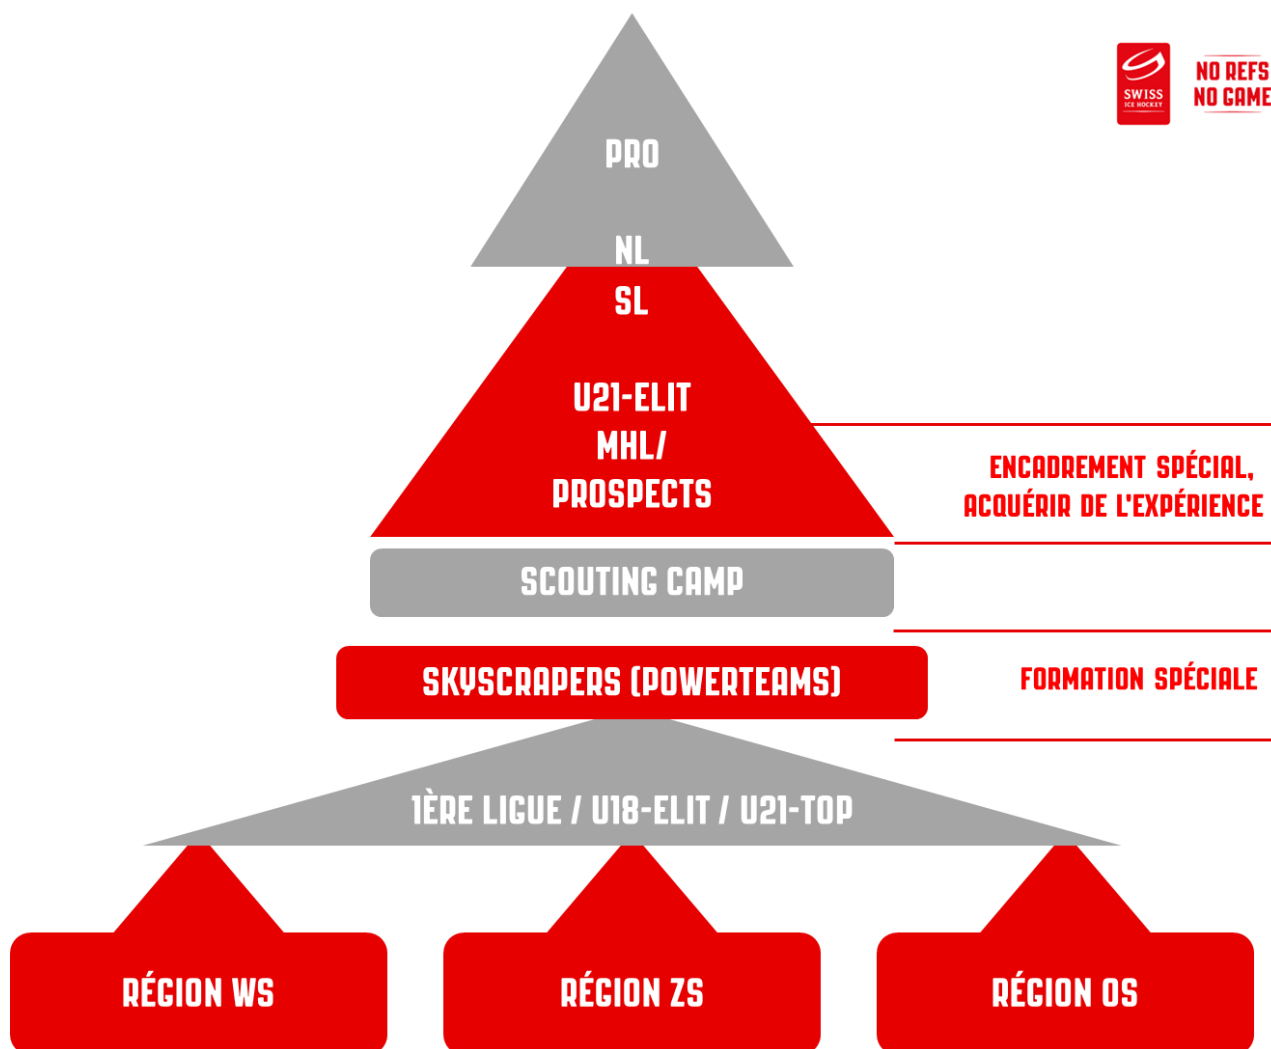 SWISS
ICE HOCKEY
NO REFS
NO GAME
PRO
NL
SL
U21-ELIT
MHL/
PROSPECTS
ENCADREMENT SPÉCIAL,
ACQUÉRIR DE L'EXPÉRIENCE
SCOUTING CAMP
SKYSCRAPERS (POWERTEAMS)
FORMATION SPÉCIALE
1ÈRE LIGUE / U18-ELIT / U21-TOP
RÉGION WS
RÉGION ZS
RÉGION OS